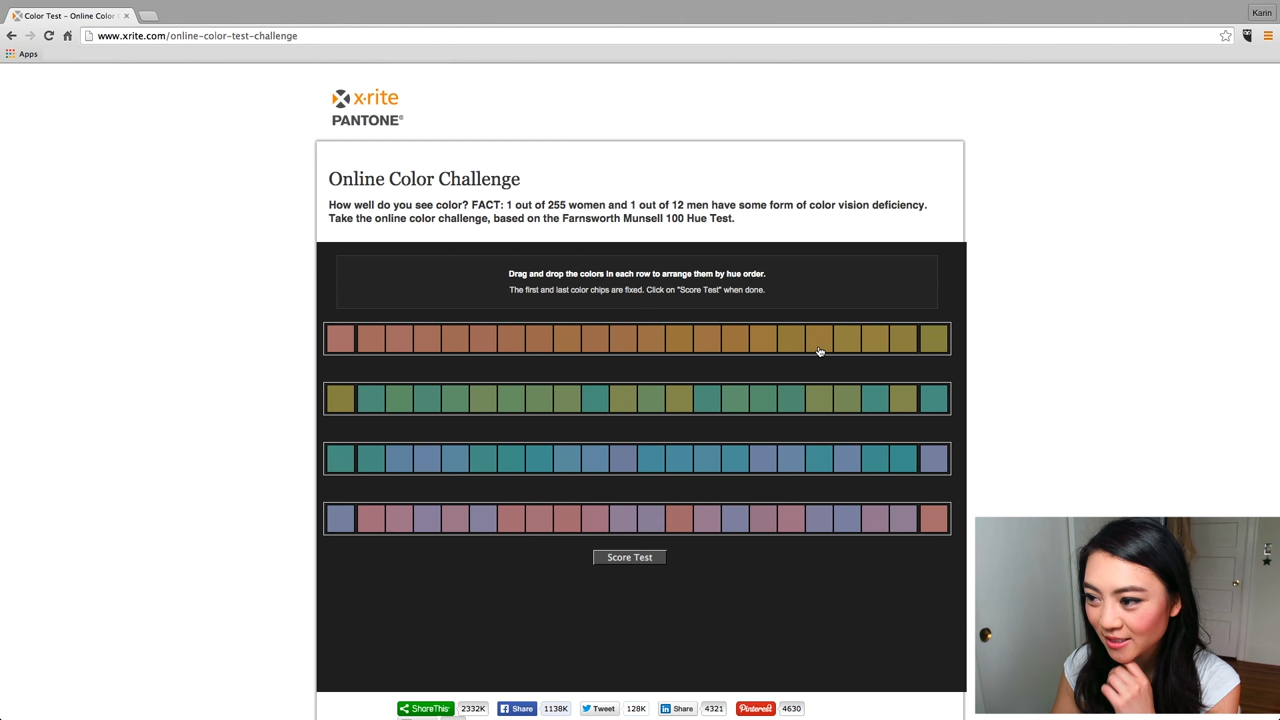 Color Test – Online Color
Karin
www.xrite.com/online-color-test-challenge
Apps
x·rite
PANTONE®
Online Color Challenge
How well do you see color? FACT: 1 out of 255 women and 1 out of 12 men have some form of color vision deficiency.
Take the online color challenge, based on the Farnsworth Munsell 100 Hue Test.
Drag and drop the colors in each row to arrange them by hue order.
The first and last color chips are fixed. Click on "Score Test" when done.
Score Test
ShareThis 2332K Share 1138K Tweet 128K Share 4321 Pinterest 4630